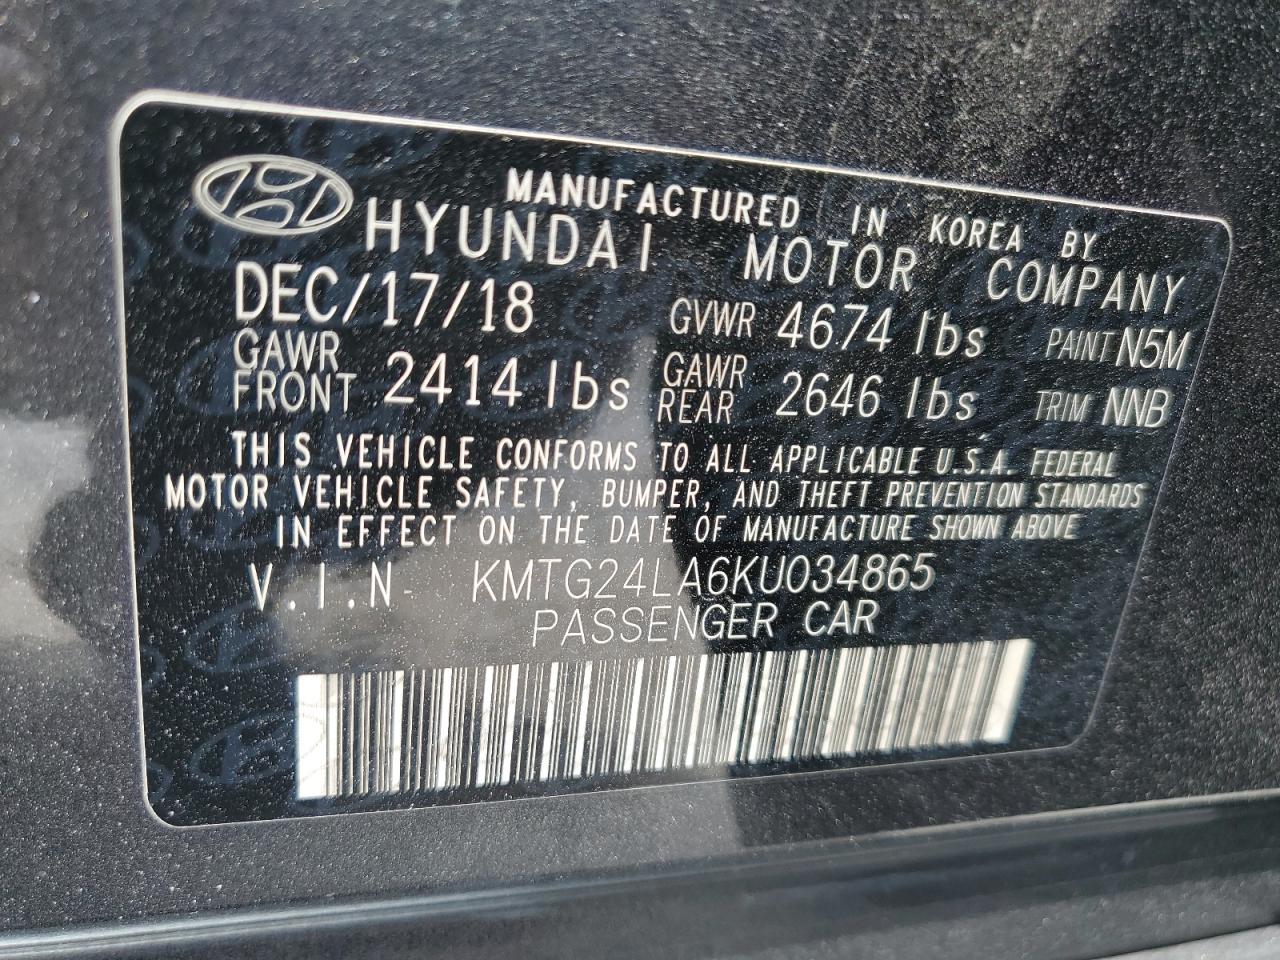 MANUFACTURED IN KOREA BY
HYUNDAI MOTOR COMPANY
DEC/17/18 GVWR 4674 lbs PAINT N5M
GAWR FRONT 2414 lbs GAWR REAR 2646 lbs TRIM NNB
THIS VEHICLE CONFORMS TO ALL APPLICABLE U.S.A. FEDERAL
MOTOR VEHICLE SAFETY, BUMPER, AND THEFT PREVENTION STANDARDS
IN EFFECT ON THE DATE OF MANUFACTURE SHOWN ABOVE
V.I.N- KMTG24LA6KU034865
PASSENGER CAR